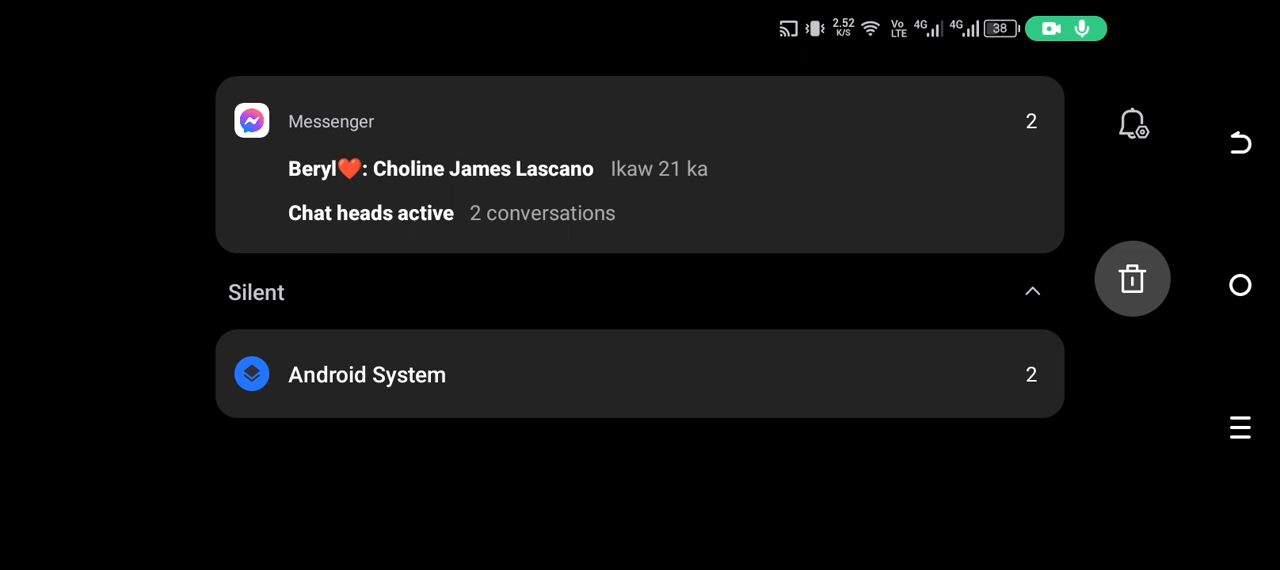 2.52 K/S Vo LTE 4G 4G 38
Messenger 2
Beryl❤️: Choline James Lascano Ikaw 21 ka
Chat heads active 2 conversations
Silent
Android System 2